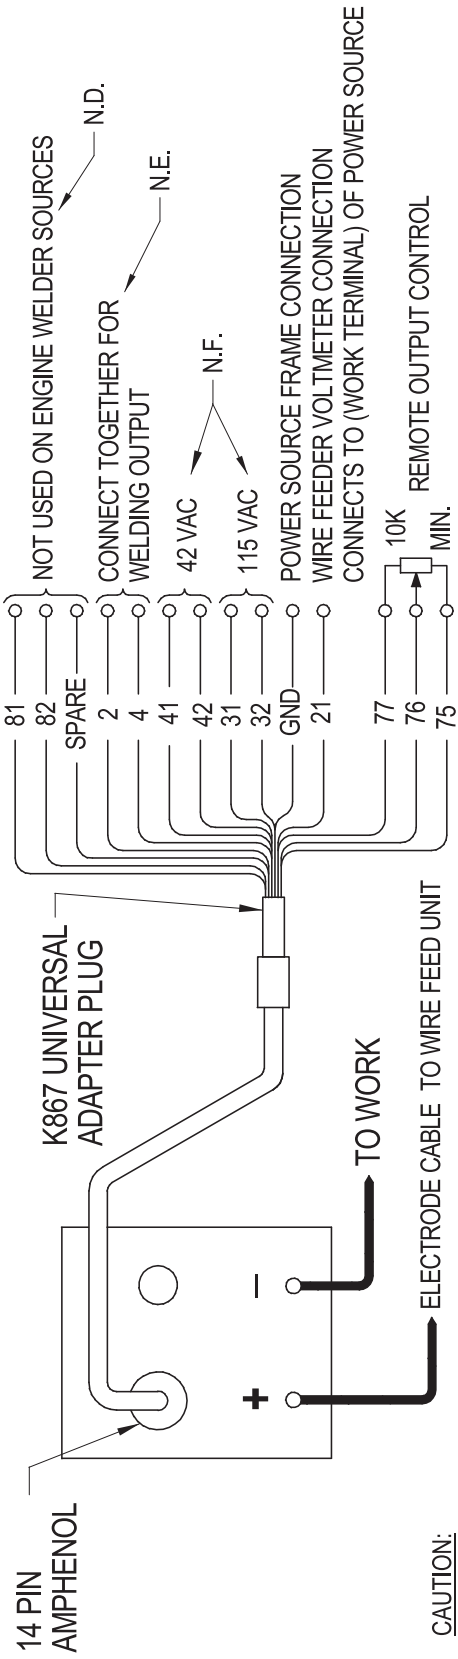 14 PIN
AMPHENOL
K867 UNIVERSAL
ADAPTER PLUG
81
82
SPARE
2
4
41
42
31
32
GND
21
77
76
75
NOT USED ON ENGINE WELDER SOURCES
N.D.
CONNECT TOGETHER FOR
WELDING OUTPUT
N.E.
42 VAC
115 VAC
N.F.
POWER SOURCE FRAME CONNECTION
WIRE FEEDER VOLTMETER CONNECTION
CONNECTS TO (WORK TERMINAL) OF POWER SOURCE
10K
REMOTE OUTPUT CONTROL
MIN.
+
–
TO WORK
ELECTRODE CABLE TO WIRE FEED UNIT
CAUTION: